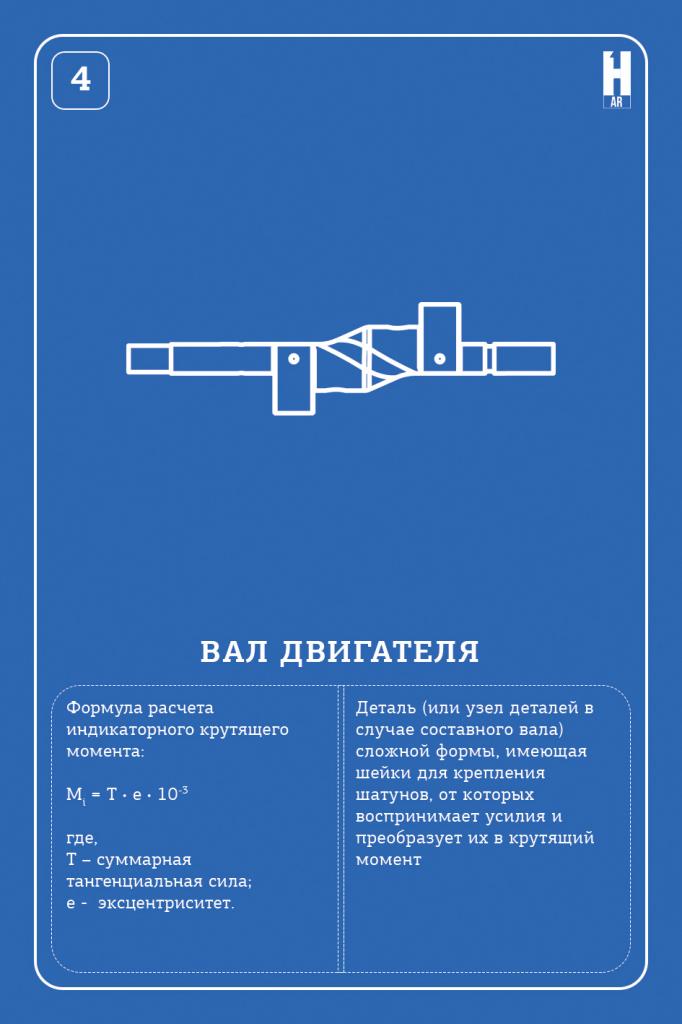 4
Н
AR
ВАЛ ДВИГАТЕЛЯ
Формула расчета
индикаторного крутящего
момента:
Mᵢ = T · e · 10⁻³
где,
T – суммарная
тангенциальная сила;
e -  эксцентриситет.
Деталь (или узел деталей в
случае составного вала)
сложной формы, имеющая
шейки для крепления
шатунов, от которых
воспринимает усилия и
преобразует их в крутящий
момент